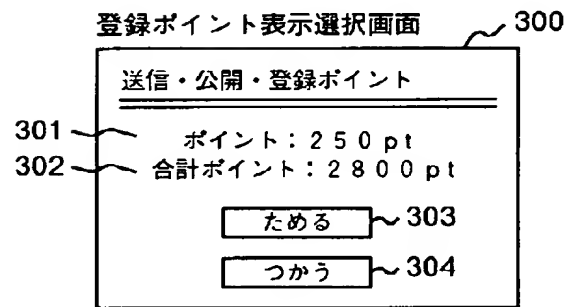 登録ポイント表示選択画面
300
送信・公開・登録ポイント
301
ポイント：250pt
302
合計ポイント：2800pt
ためる
303
つかう
304